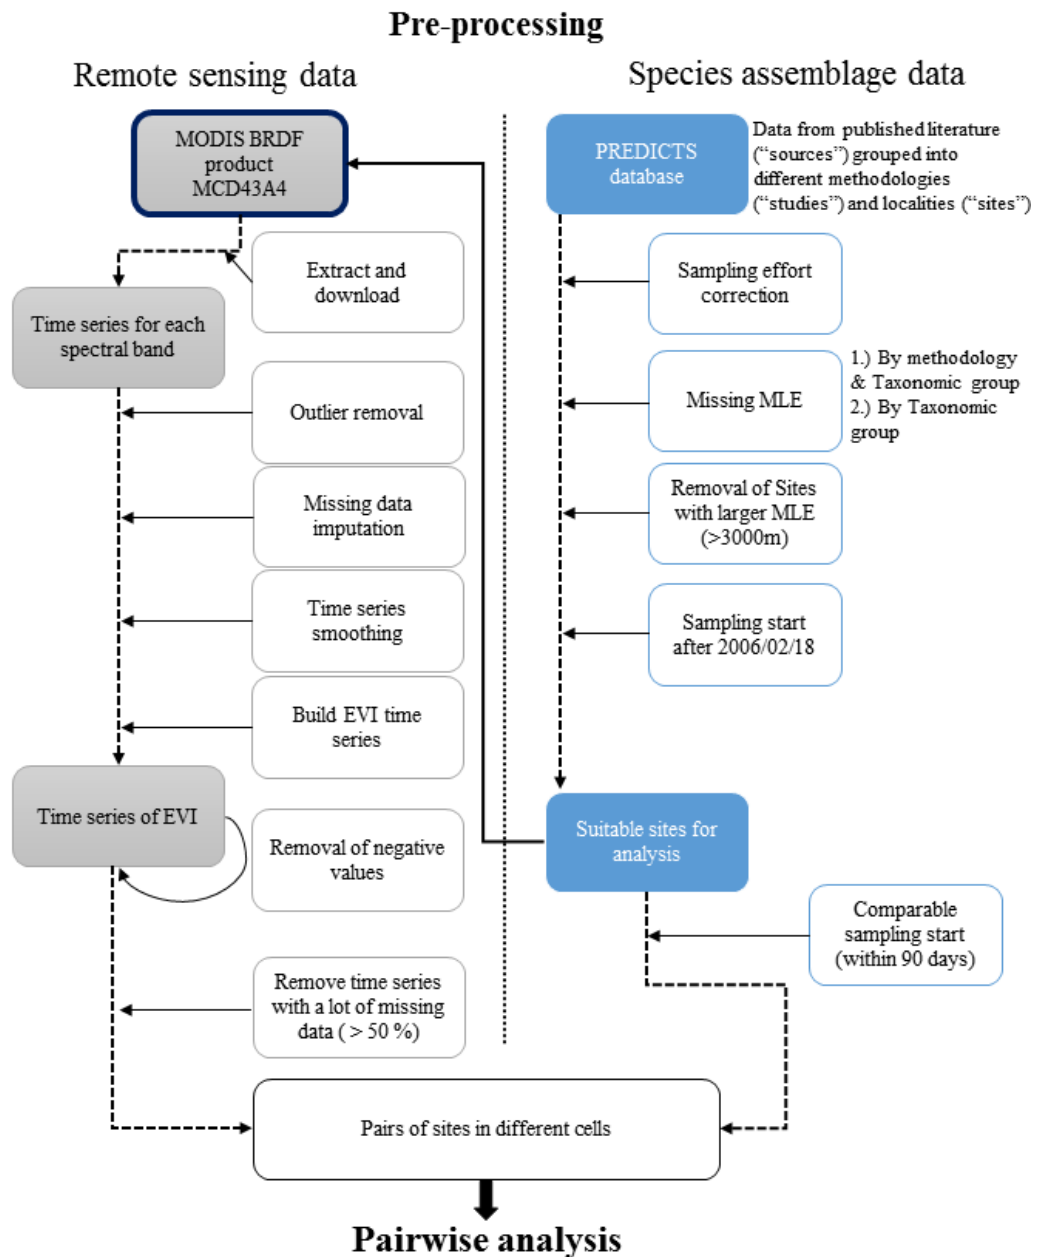 Pre-processing
Remote sensing data
Species assemblage data
MODIS BRDF
product
MCD43A4
PREDICTS
database
Data from published literature
(“sources”) grouped into
different methodologies
(“studies”) and localities (“sites”)
Extract and
download
Sampling effort
correction
Time series for each
spectral band
Outlier removal
Missing MLE
1.) By methodology
& Taxonomic group
2.) By Taxonomic
group
Missing data
imputation
Removal of Sites
with larger MLE
(>3000m)
Time series
smoothing
Sampling start
after 2006/02/18
Build EVI time
series
Time series of EVI
Removal of negative
values
Suitable sites for
analysis
Comparable
sampling start
(within 90 days)
Remove time series
with a lot of missing
data ( > 50 %)
Pairs of sites in different cells
Pairwise analysis